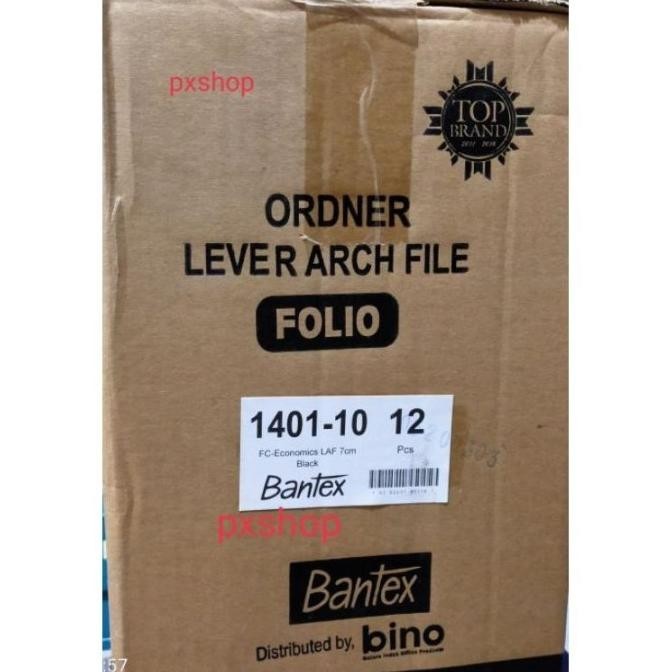 pxshop
TOP
BRAND
ORDNER
LEVER ARCH FILE
FOLIO
1401-10 12
FC-Economics LAF 7cm Pcs
Black
Bantex
pxshop
Bantex
Distributed by, bino
:57